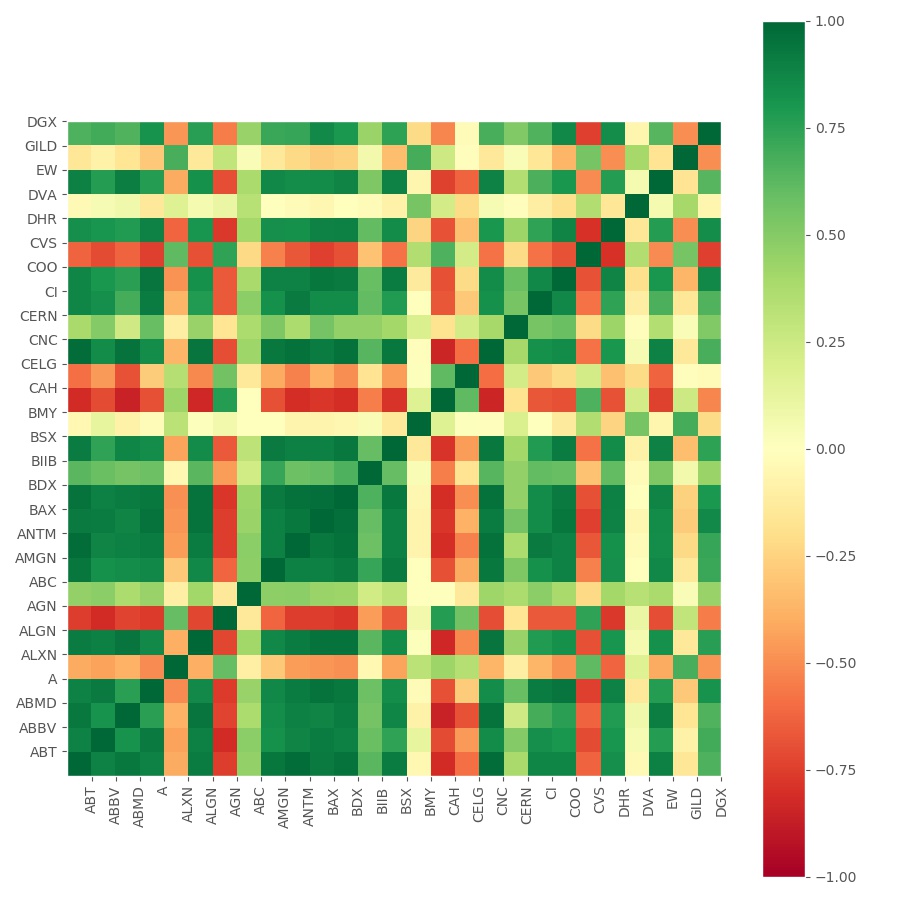 DGX
GILD
EW
DVA
DHR
CVS
COO
CI
CERN
CNC
CELG
CAH
BMY
BSX
BIIB
BDX
BAX
ANTM
AMGN
ABC
AGN
ALGN
ALXN
A
ABMD
ABBV
ABT
ABT
ABBV
ABMD
A
ALXN
ALGN
AGN
ABC
AMGN
ANTM
BAX
BDX
BIIB
BSX
BMY
CAH
CELG
CNC
CERN
CI
COO
CVS
DHR
DVA
EW
GILD
DGX
1.00
0.75
0.50
0.25
0.00
−0.25
−0.50
−0.75
−1.00